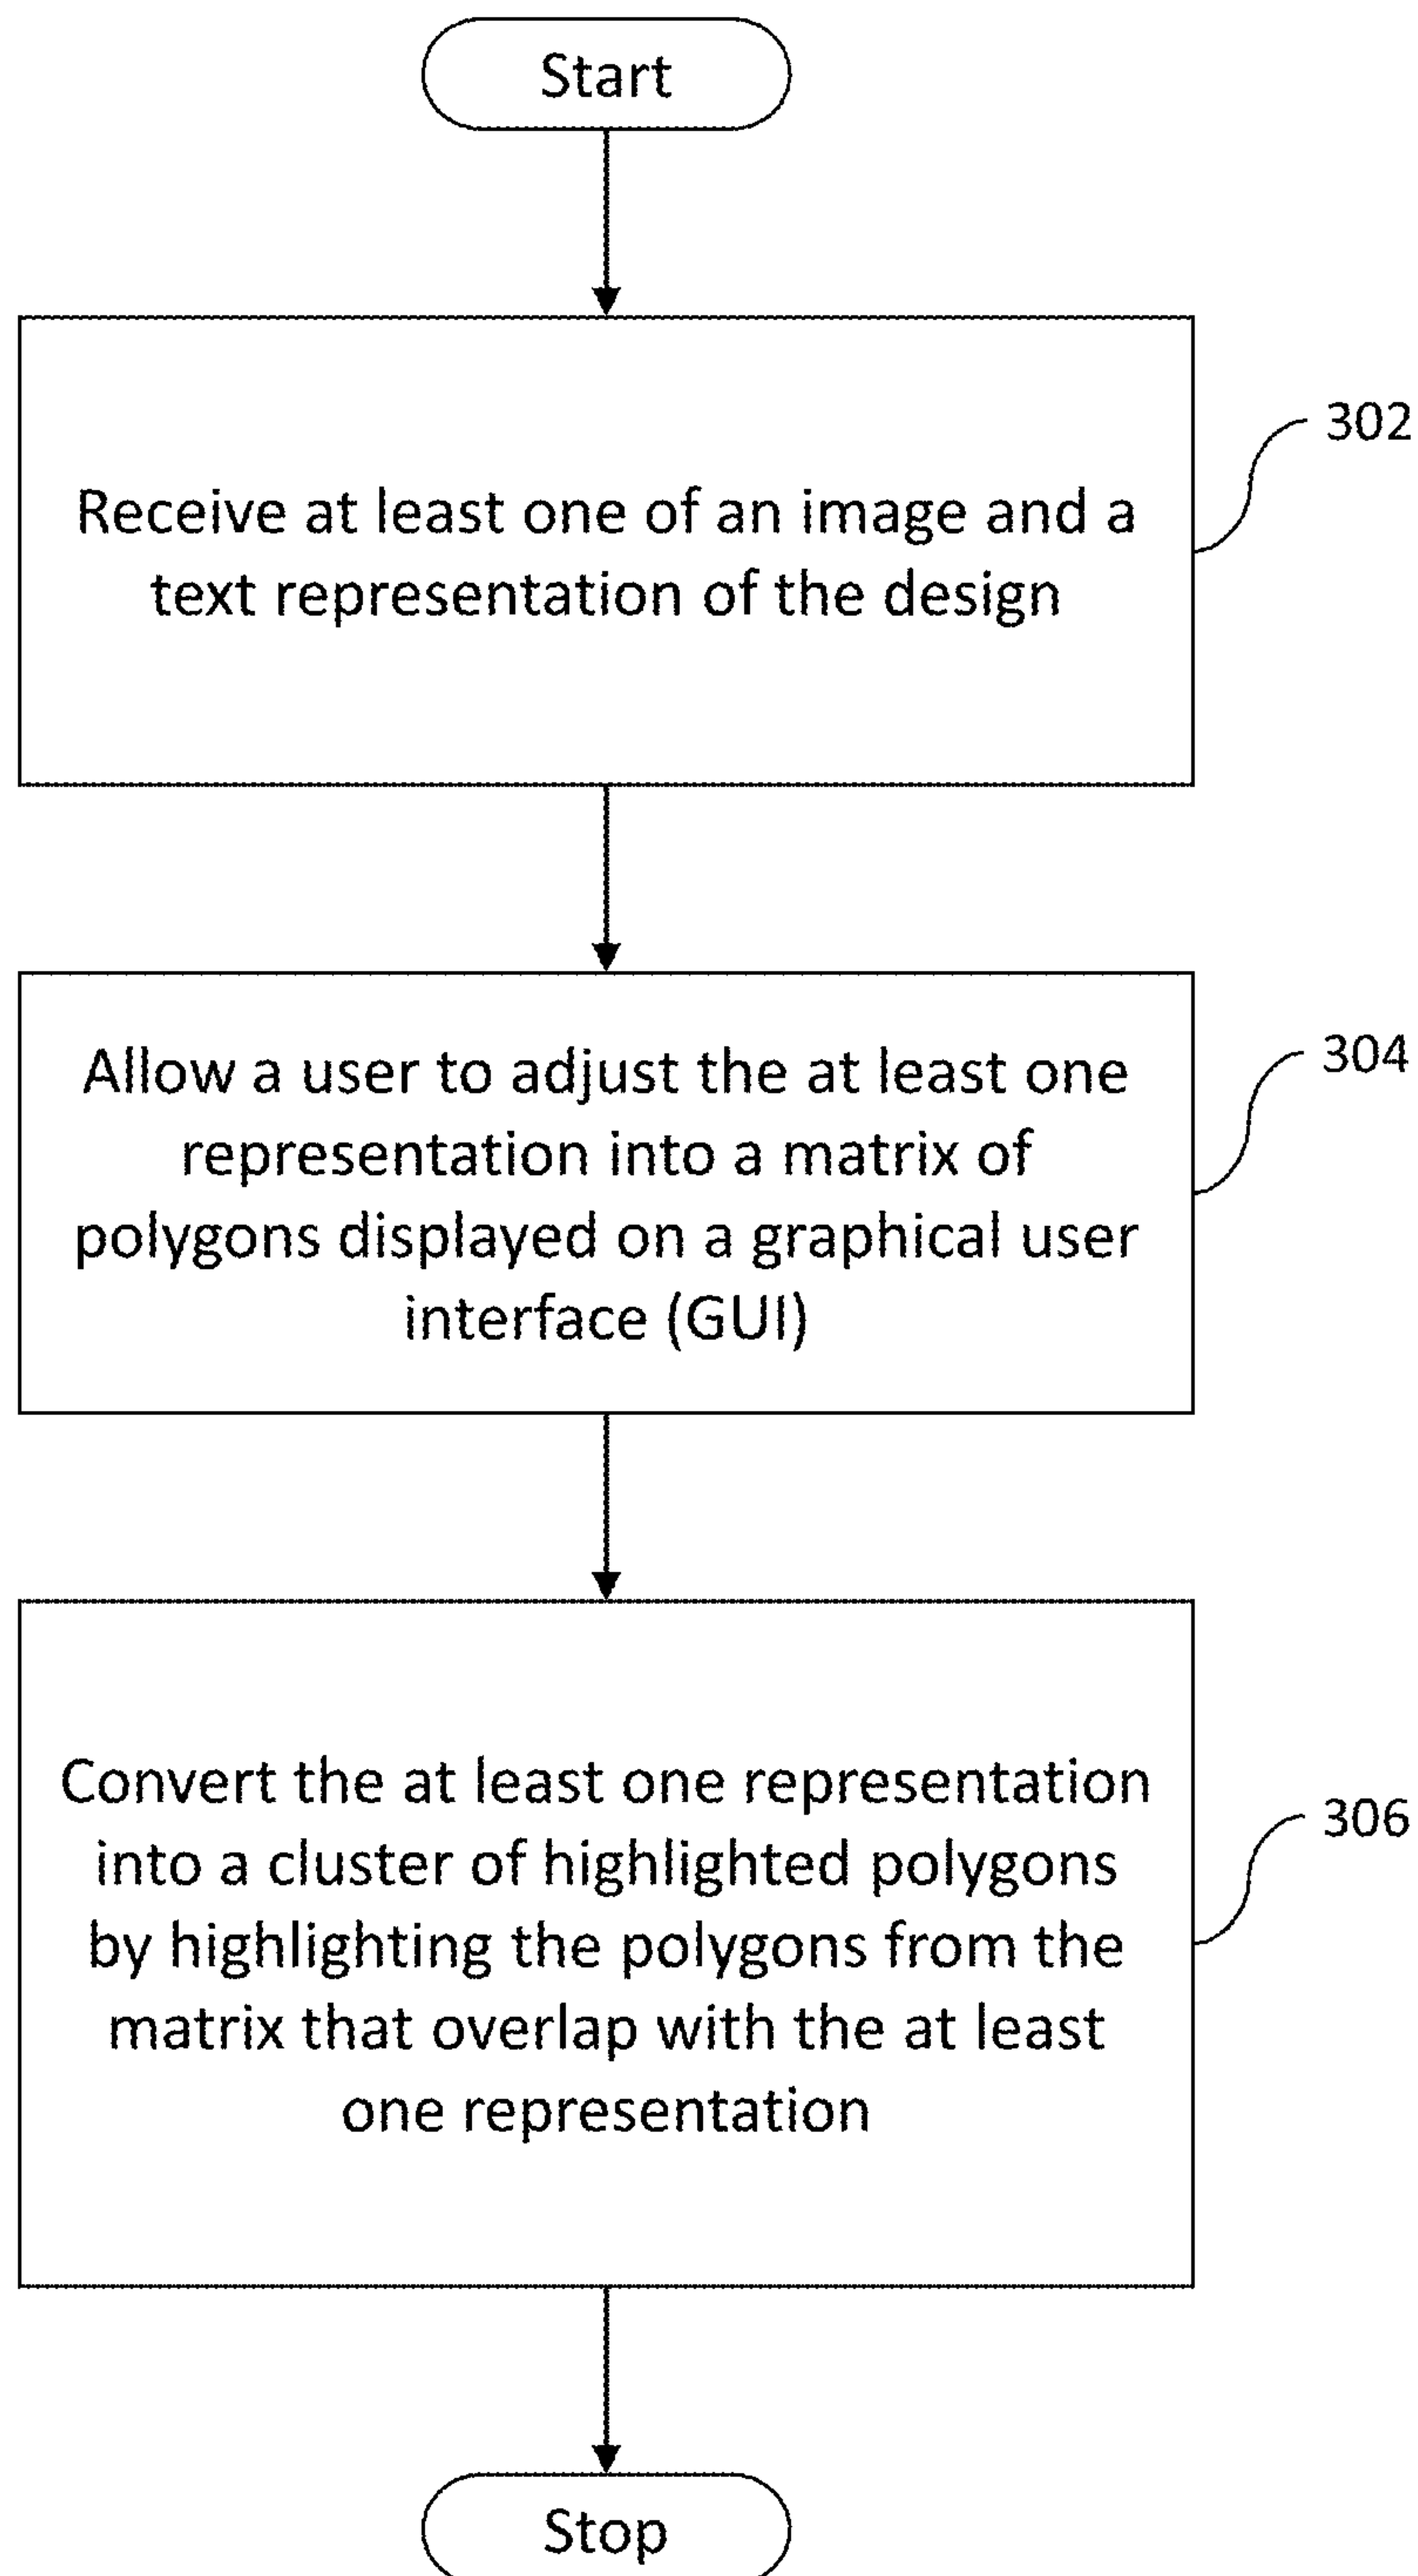 Start
302
Receive at least one of an image and a
text representation of the design
304
Allow a user to adjust the at least one
representation into a matrix of
polygons displayed on a graphical user
interface (GUI)
306
Convert the at least one representation
into a cluster of highlighted polygons
by highlighting the polygons from the
matrix that overlap with the at least
one representation
Stop